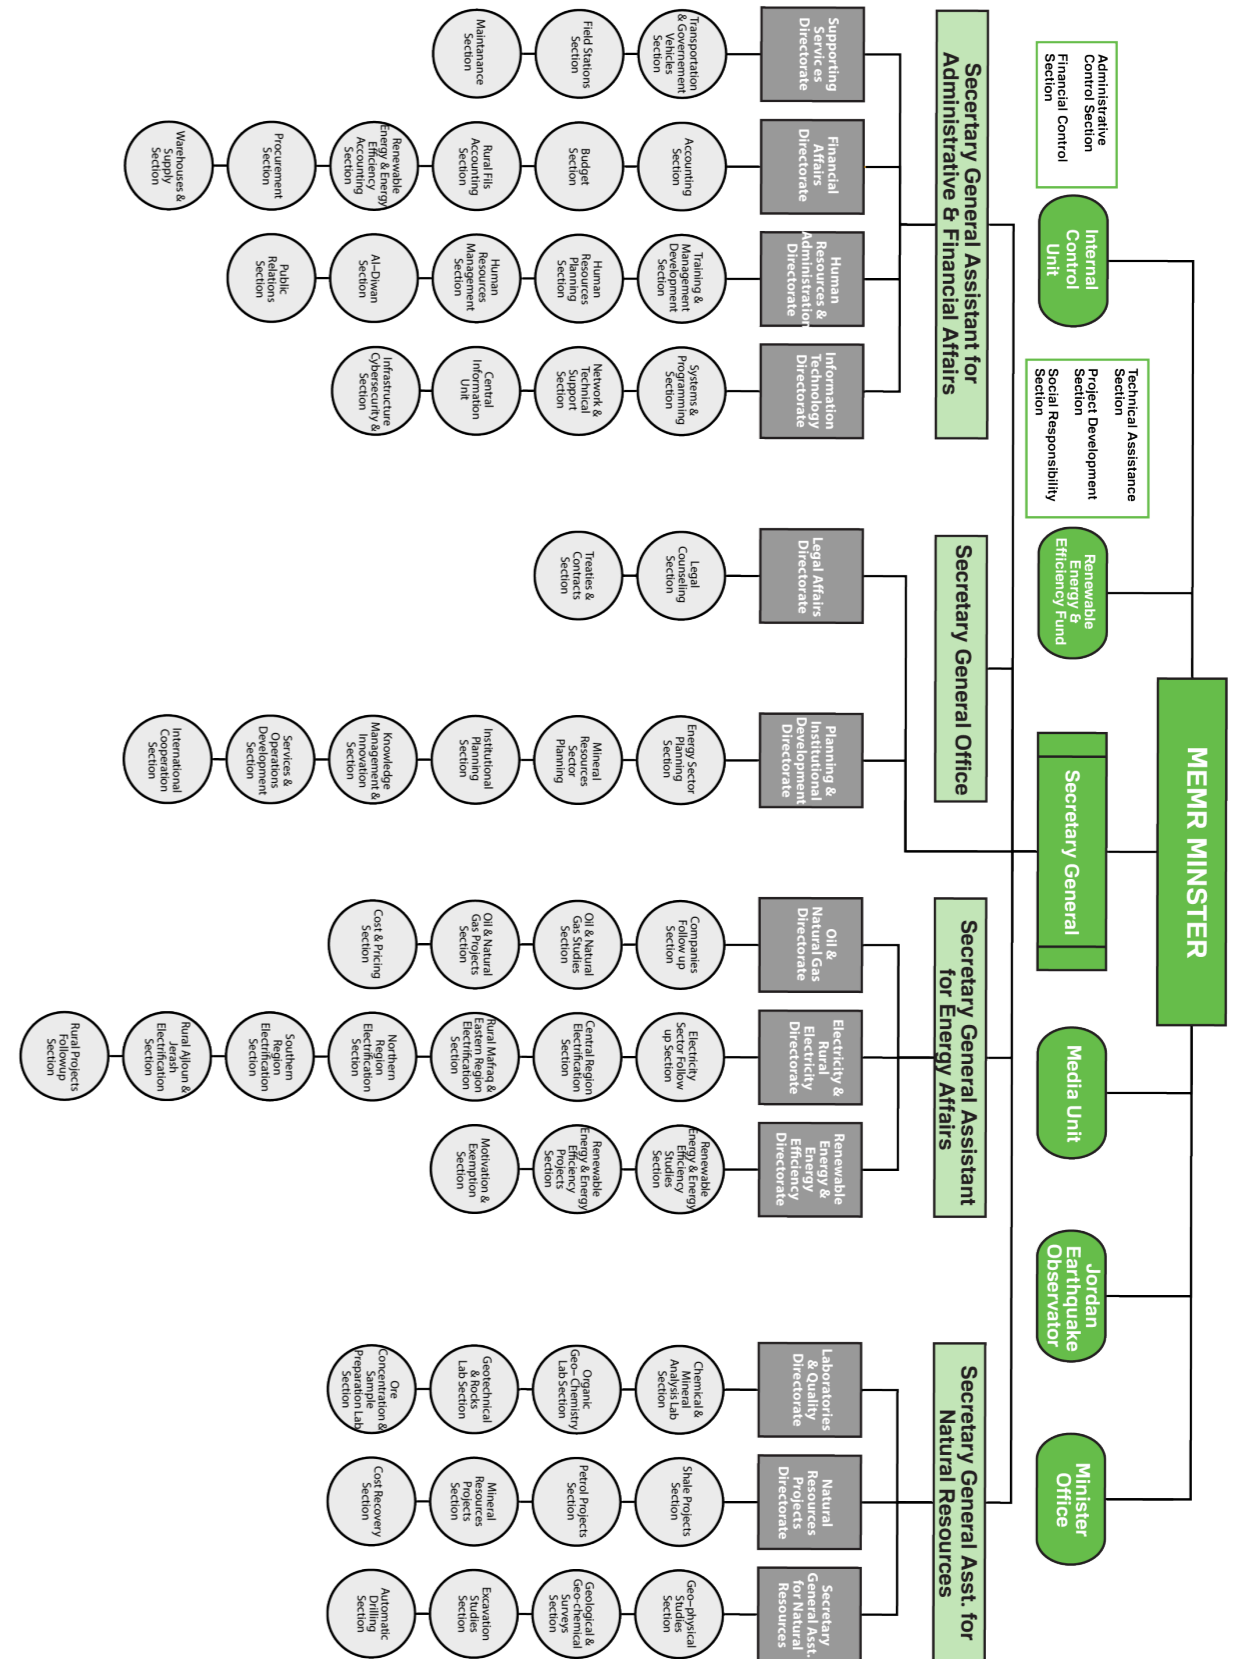 MEMR MINSTER
Internal
Control
Unit
Administrative
Control Section
Financial Control
Section
Renewable
Energy &
Efficiency Fund
Technical Assistance
Section
Project Development
Section
Social Responsibility
Section
Secretary General
Media Unit
Jordan
Earthquake
Observator
Minister
Office
Secertary General Assistant for
Administrative & Financial Affairs
Secretary General Office
Secretary General Assistant
for Energy Affairs
Secretary General Asst. for
Natural Resources
Supporting
Services
Directorate
Transportation
& Governement
Vehicles
Section
Field Stations
Section
Maintanance
Section
Financial
Affairs
Directorate
Accounting
Section
Budget
Section
Rural Fils
Accounting
Section
Renewable
Energy & Energy
Efficiency
Accounting
Section
Procurement
Section
Warehouses &
Supply
Section
Human
Resources &
Administration
Directorate
Training &
Management
Development
Section
Human
Resources
Planning
Section
Human
Resources
Management
Section
Al–Diwan
Section
Public
Relations
Section
Information
Technology
Directorate
Systems &
Programming
Section
Network &
Technical
Support
Section
Central
Information
Unit
Infrastructure
Cybersecurity &
Section
Legal Affairs
Directorate
Legal
Counseling
Section
Treaties &
Contracts
Section
Planning &
Institutional
Development
Directorate
Energy Sector
Planning
Section
Mineral
Resources
Sector
Planning
Institutional
Planning
Section
Knowledge
Management &
Innovation
Section
Services &
Operations
Development
Section
International
Cooperation
Section
Oil &
Natural Gas
Directorate
Companies
Follow up
Section
Oil & Natural
Gas Studies
Section
Oil & Natural
Gas Projects
Section
Cost & Pricing
Section
Electricity &
Rural
Electricity
Directorate
Electricity
Sector Follow
up Section
Central Region
Electrification
Section
Rural Mafraq &
Eastern Region
Electrification
Section
Northern
Region
Electrification
Section
Southern
Region
Electrification
Section
Rural Ajloun &
Jerash
Electrification
Section
Rural Projects
Followup
Section
Renewable
Energy &
Energy
Efficiency
Directorate
Renewable
Energy & Energy
Efficiency
Studies
Section
Renewable
Energy & Energy
Efficiency
Projects
Section
Motivation &
Exemption
Section
Laboratories
& Quality
Directorate
Chemical &
Mineral
Analysis Lab
Section
Organic
Geo– Chemistry
Lab Section
Geotechnical
& Rocks
Lab Section
Ore
Concentration &
Sample
Preparation Lab
Section
Natural
Resources
Projects
Directorate
Shale Projects
Section
Petrol Projects
Section
Mineral
Resources
Projects
Section
Cost Recovery
Section
Secretary
General Asst.
for Natural
Resources
Geo–physical
Studies
Section
Geological &
Geo-chemical
Surveys
Section
Excavation
Studies
Section
Automatic
Drilling
Section